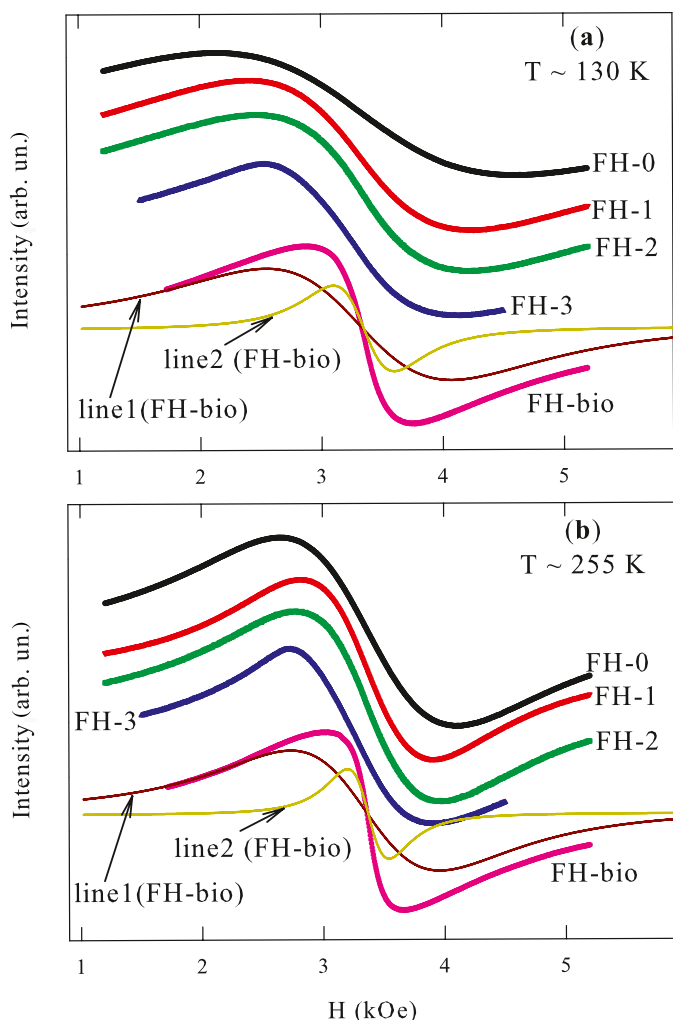 (a)
T ~ 130 K
FH-0
FH-1
FH-2
FH-3
line2 (FH-bio)
line1(FH-bio)
FH-bio
Intensity (arb. un.)
1 2 3 4 5
(b)
T ~ 255 K
FH-0
FH-1
FH-3
FH-2
line2 (FH-bio)
FH-bio
line1(FH-bio)
Intensity (arb. un.)
1 2 3 4 5
H (kOe)